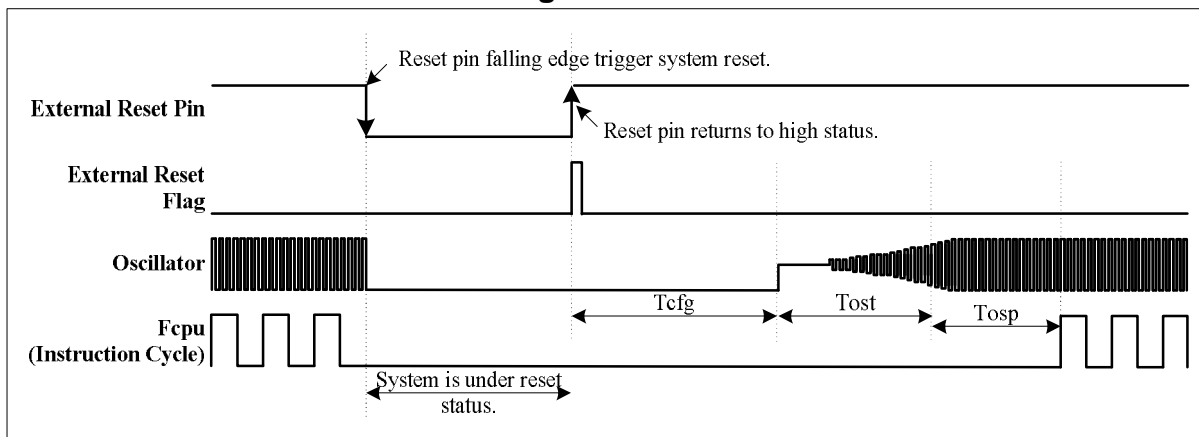 Reset pin falling edge trigger system reset.
External Reset Pin
Reset pin returns to high status.
External Reset
Flag
Oscillator
Tcfg
Tost
Tosp
Fcpu
(Instruction Cycle)
System is under reset
status.